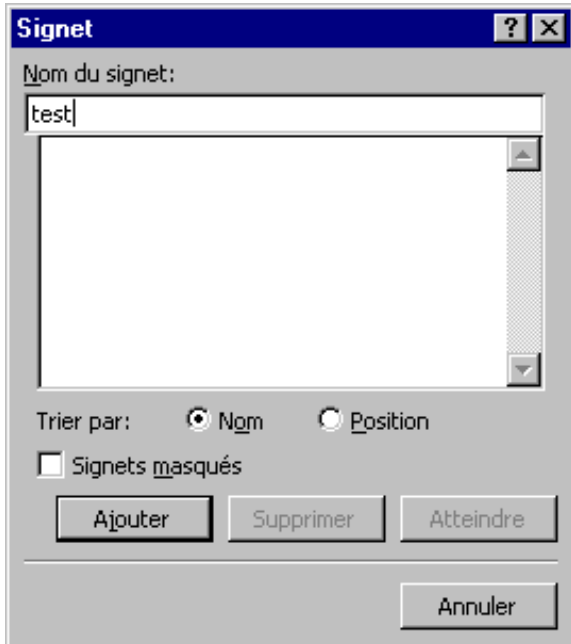 Signet
Nom du signet:
test
Trier par: Nom Position
Signets masqués
Ajouter Supprimer Atteindre
Annuler